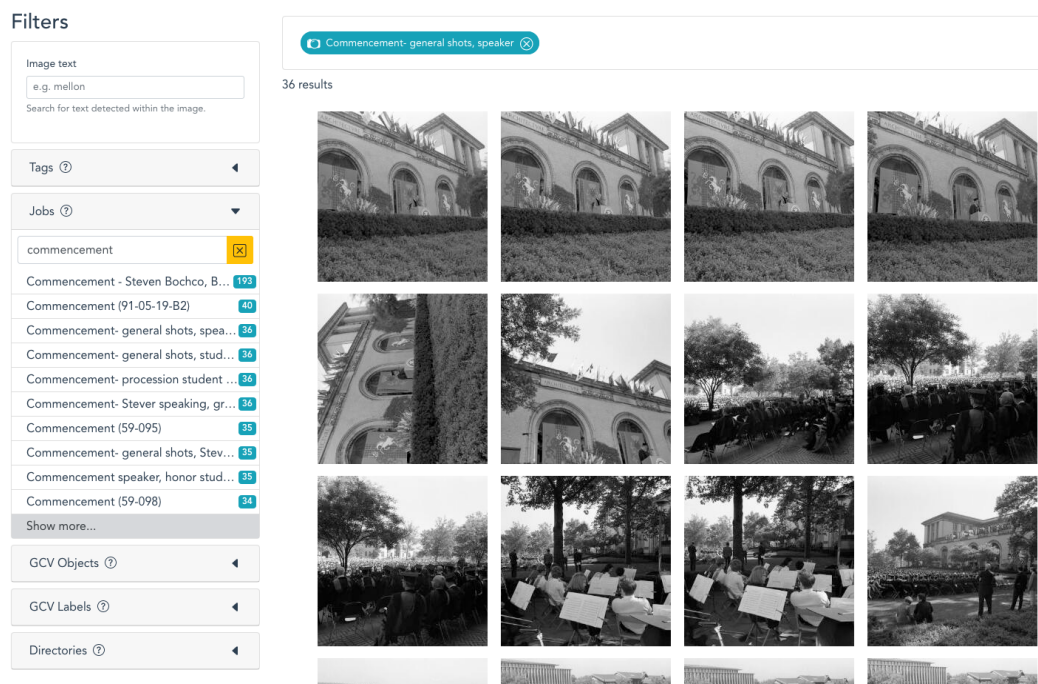 Filters
Image text
e.g. mellon
Search for text detected within the image.
Tags ?
Jobs ?
commencement
Commencement - Steven Bochco, B... 193
Commencement (91-05-19-B2) 40
Commencement- general shots, spea... 36
Commencement- general shots, stud... 36
Commencement- procession student ... 36
Commencement- Stever speaking, gr... 36
Commencement (59-095) 35
Commencement- general shots, Stev... 35
Commencement speaker, honor stud... 35
Commencement (59-098) 34
Show more...
GCV Objects ?
GCV Labels ?
Directories ?
Commencement- general shots, speaker
36 results